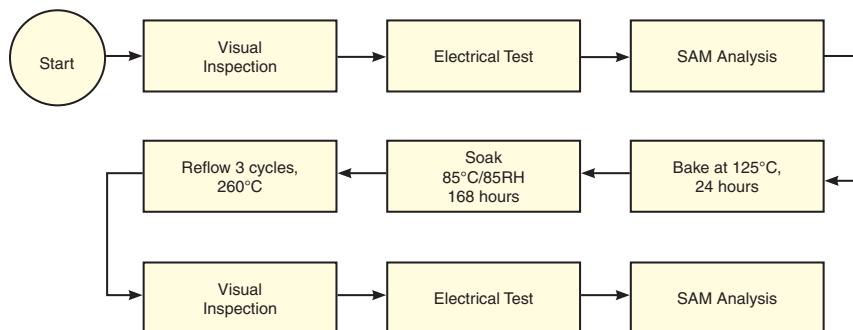 Start
Visual
Inspection
Electrical Test
SAM Analysis
Bake at 125°C,
24 hours
Soak
85°C/85RH
168 hours
Reflow 3 cycles,
260°C
Visual
Inspection
Electrical Test
SAM Analysis